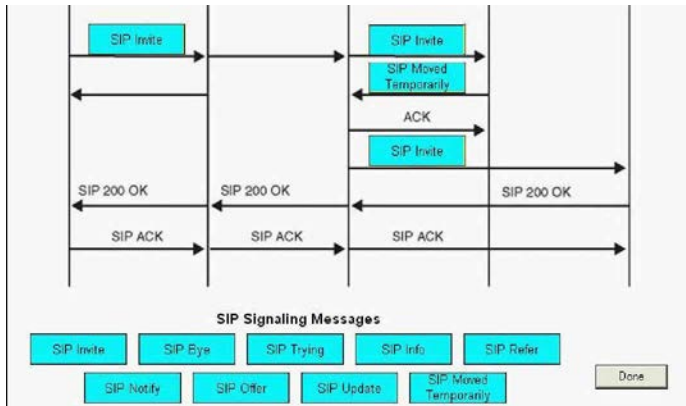 SIP Invite
SIP Invite
SIP Moved
Temporarily
ACK
SIP Invite
SIP 200 OK
SIP 200 OK
SIP 200 OK
SIP ACK
SIP ACK
SIP ACK
SIP Signaling Messages
SIP Invite
SIP Bye
SIP Trying
SIP Info
SIP Refer
SIP Notify
SIP Offer
SIP Update
SIP Moved
Temporarily
Done